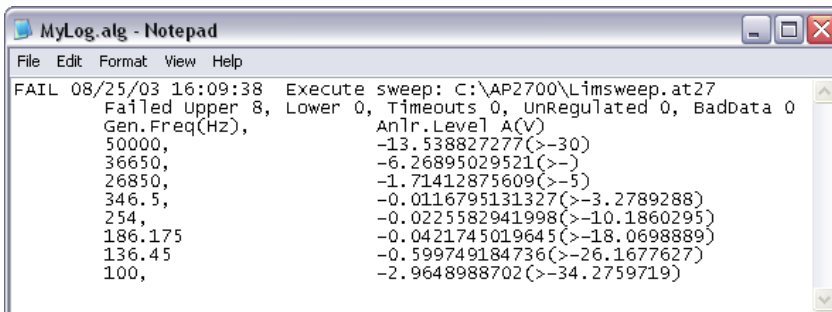 MyLog.alg - Notepad
File Edit Format View Help
FAIL 08/25/03 16:09:38 Execute sweep: C:\AP2700\Limsweep.at27
Failed Upper 8, Lower 0, Timeouts 0, UnRegulated 0, BadData 0
Gen.Freq(Hz), Anlr.Level A(V)
50000, -13.538827277(>-30)
36650, -6.26895029521(>-)
26850, -1.71412875609(>-5)
346.5, -0.0116795131327(>-3.2789288)
254, -0.0225582941998(>-10.1860295)
186.175 -0.0421745019645(>-18.0698889)
136.45 -0.599749184736(>-26.1677627)
100, -2.9648988702(>-34.2759719)